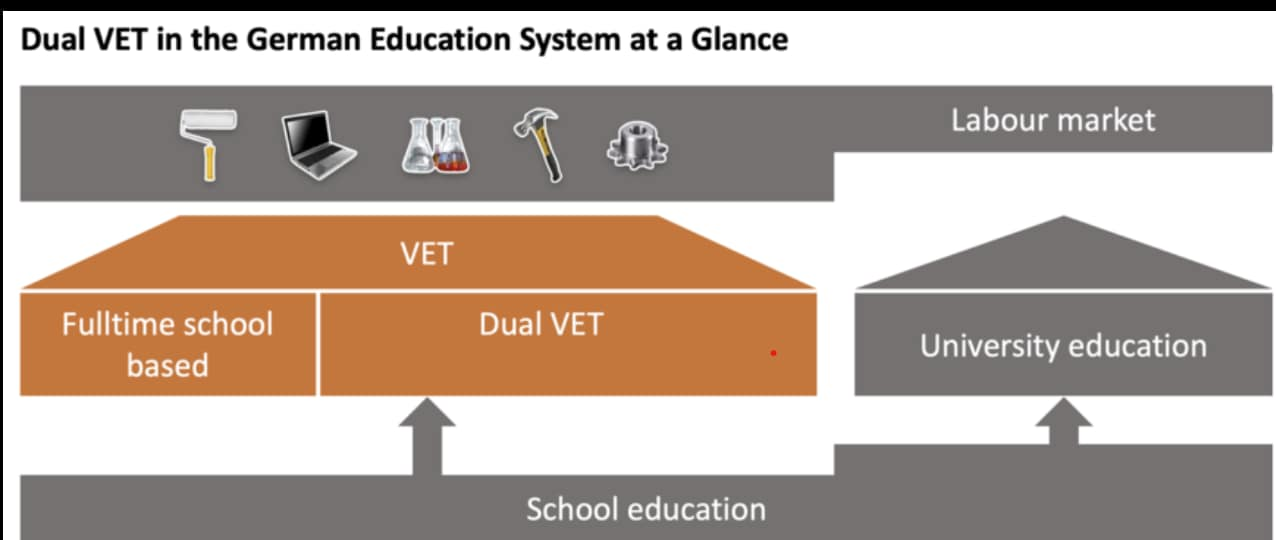 Dual VET in the German Education System at a Glance
Labour market
VET
Fulltime school
based
Dual VET
University education
School education